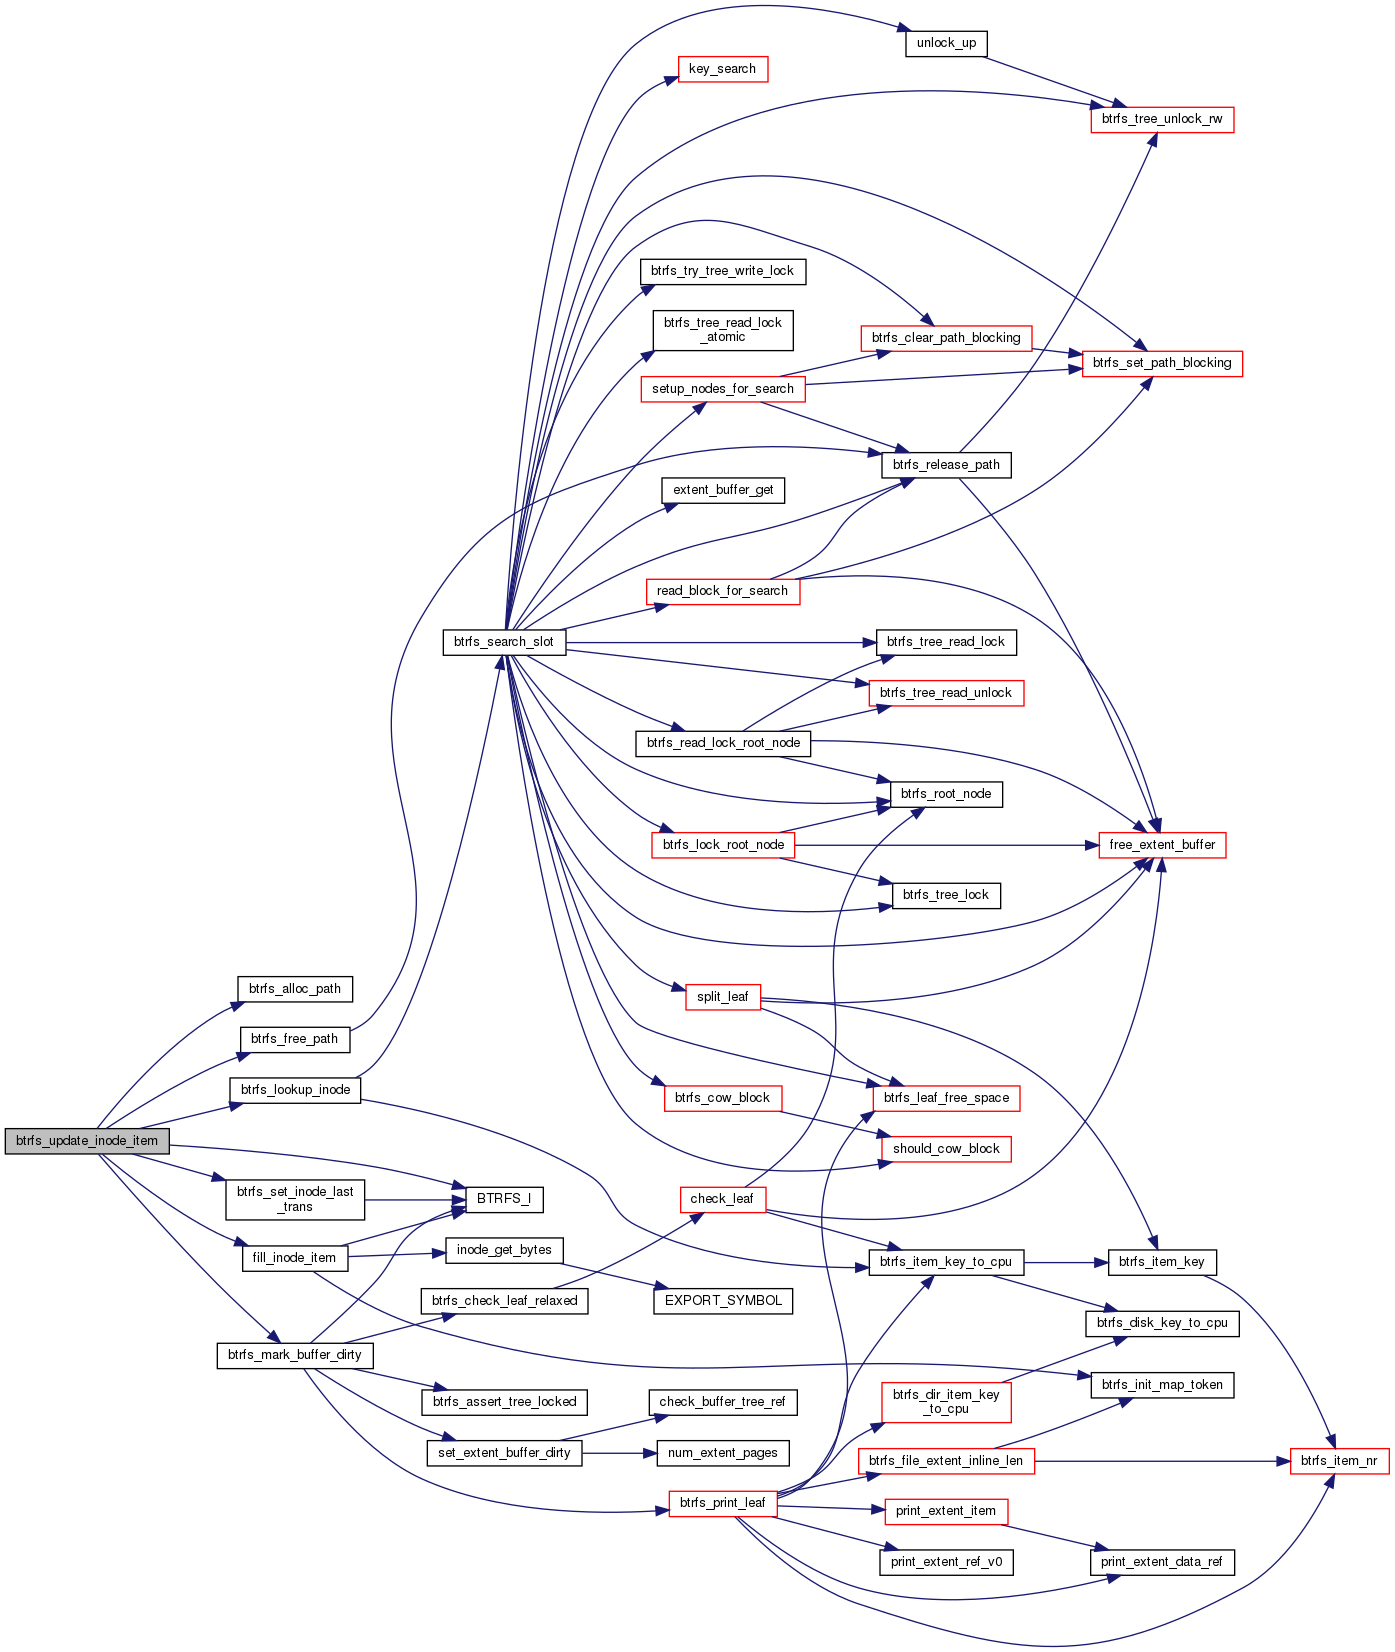 unlock_up
key_search
btrfs_tree_unlock_rw
btrfs_try_tree_write_lock
btrfs_tree_read_lock
_atomic
btrfs_clear_path_blocking
btrfs_set_path_blocking
setup_nodes_for_search
btrfs_release_path
extent_buffer_get
read_block_for_search
btrfs_search_slot
btrfs_tree_read_lock
btrfs_tree_read_unlock
btrfs_read_lock_root_node
btrfs_root_node
btrfs_lock_root_node
free_extent_buffer
btrfs_tree_lock
btrfs_alloc_path
split_leaf
btrfs_free_path
btrfs_lookup_inode
btrfs_cow_block
btrfs_leaf_free_space
btrfs_update_inode_item
should_cow_block
btrfs_set_inode_last
_trans
BTRFS_I
check_leaf
fill_inode_item
inode_get_bytes
btrfs_item_key_to_cpu
btrfs_item_key
btrfs_check_leaf_relaxed
EXPORT_SYMBOL
btrfs_disk_key_to_cpu
btrfs_mark_buffer_dirty
btrfs_init_map_token
btrfs_assert_tree_locked
check_buffer_tree_ref
btrfs_dir_item_key
_to_cpu
set_extent_buffer_dirty
num_extent_pages
btrfs_file_extent_inline_len
btrfs_item_nr
btrfs_print_leaf
print_extent_item
print_extent_ref_v0
print_extent_data_ref